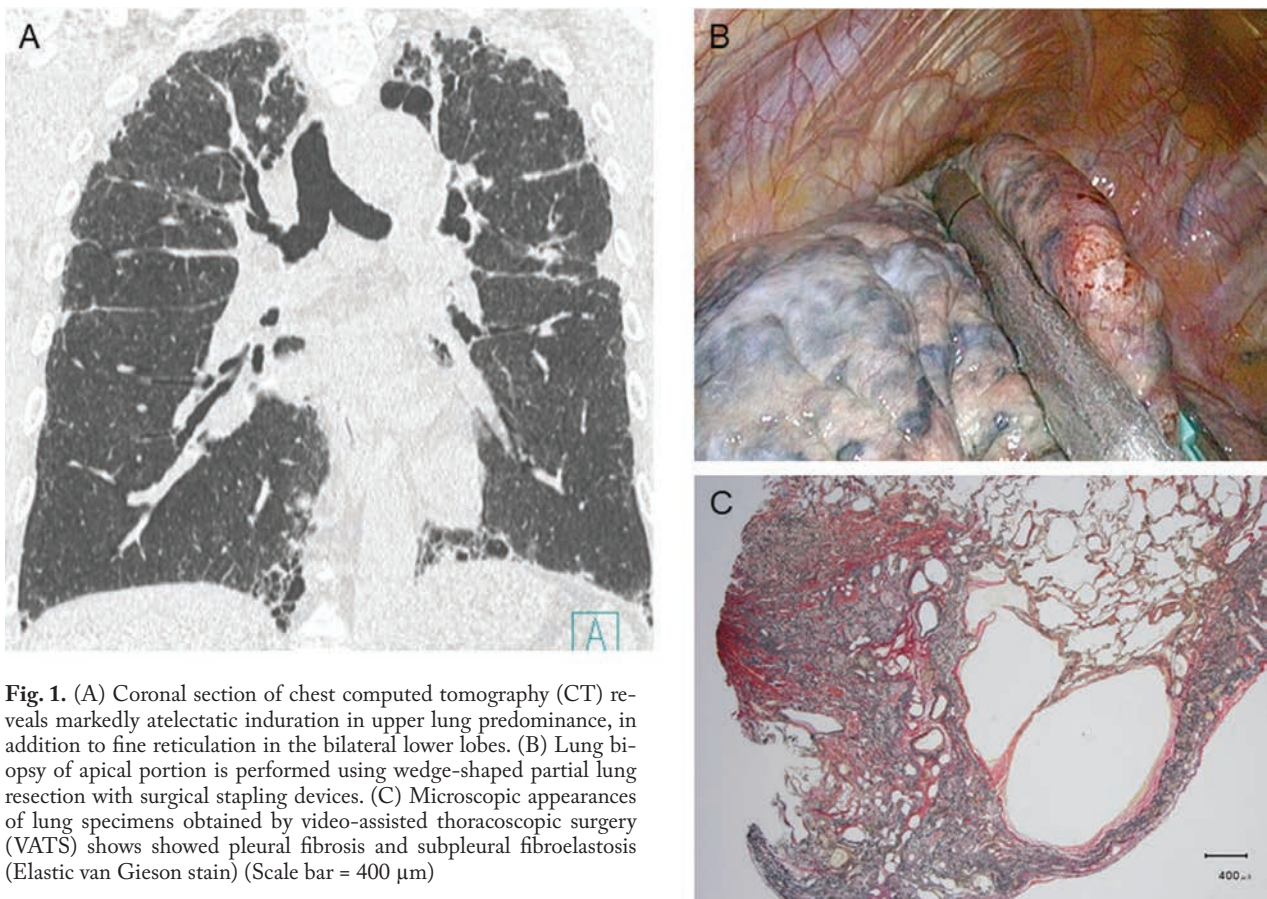 A
B
C
A
400 μm
Fig. 1. (A) Coronal section of chest computed tomography (CT) re-
veals markedly atelectatic induration in upper lung predominance, in
addition to fine reticulation in the bilateral lower lobes. (B) Lung bi-
opsy of apical portion is performed using wedge-shaped partial lung
resection with surgical stapling devices. (C) Microscopic appearances
of lung specimens obtained by video-assisted thoracoscopic surgery
(VATS) shows showed pleural fibrosis and subpleural fibroelastosis
(Elastic van Gieson stain) (Scale bar = 400 μm)